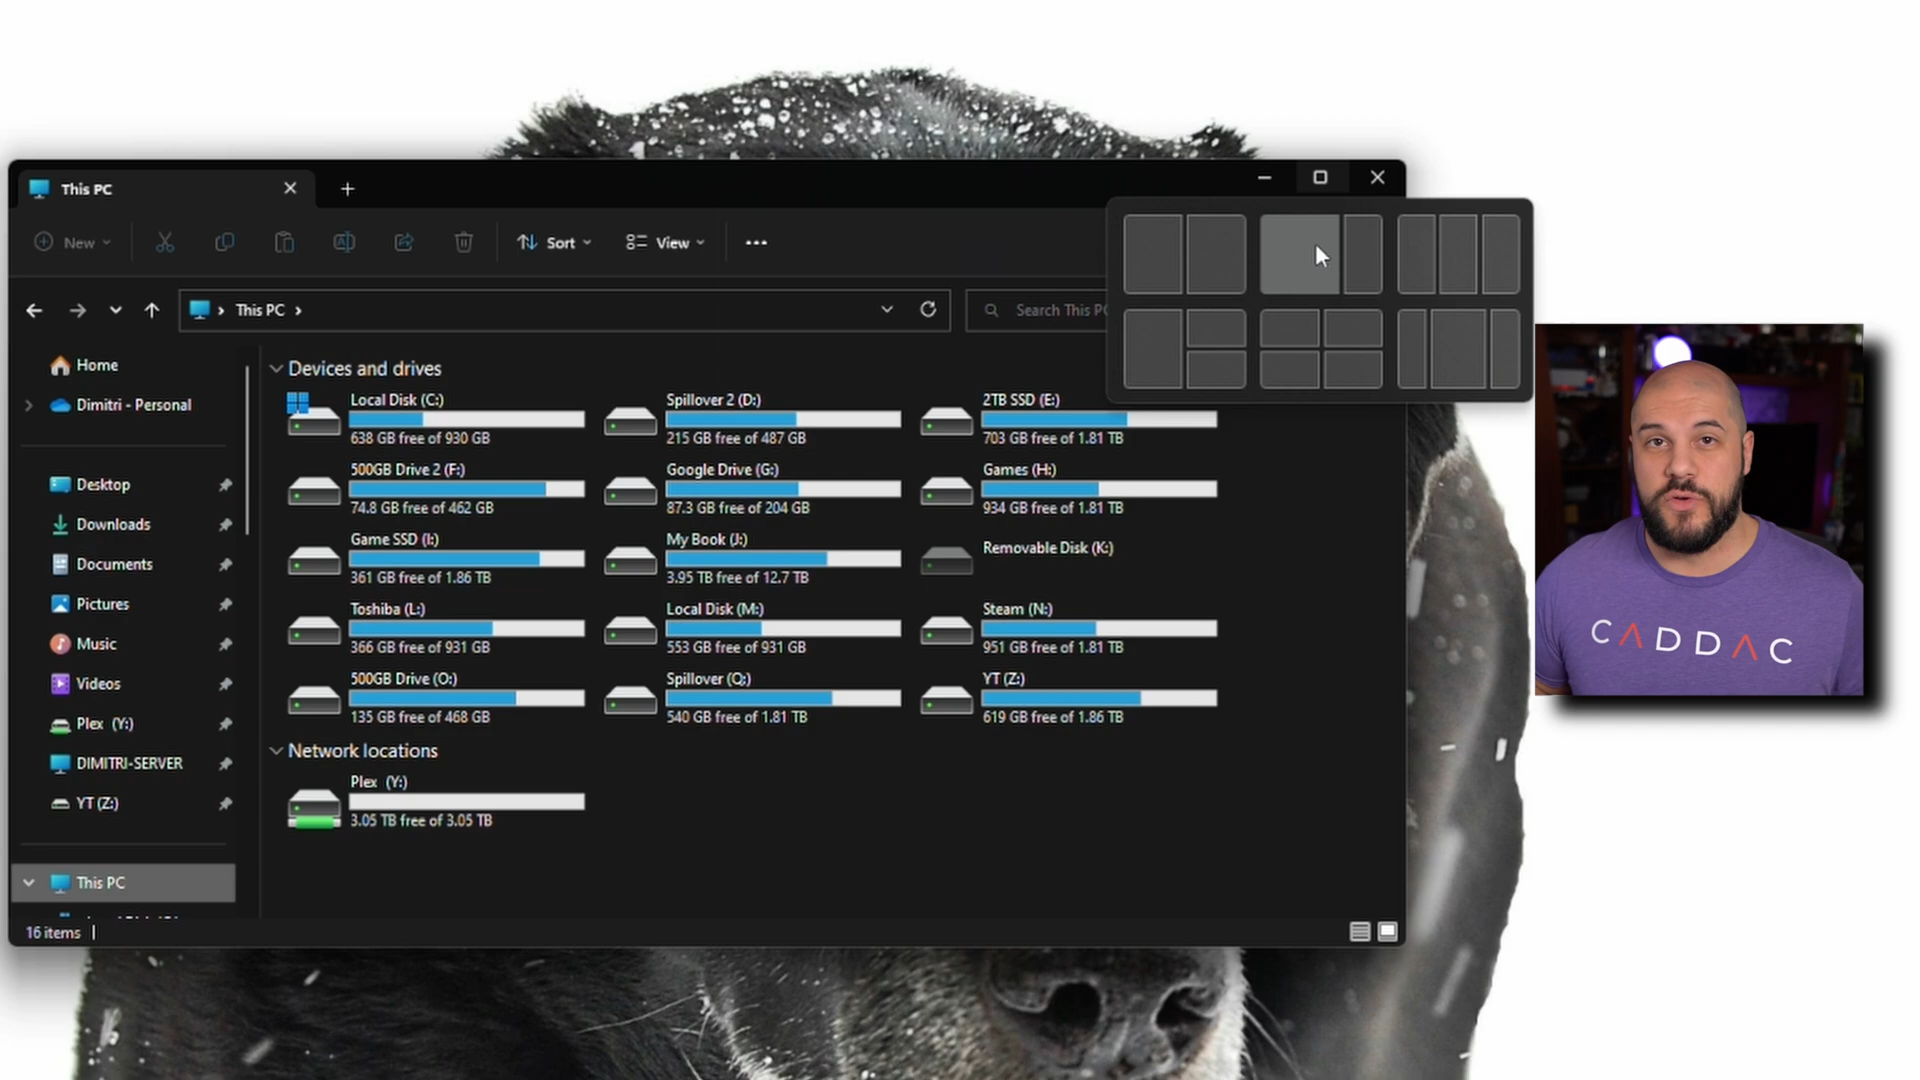 This PC
New
Sort
View
This PC
Search This PC
Home
Dimitri - Personal
Desktop
Downloads
Documents
Pictures
Music
Videos
Plex (Y:)
DIMITRI-SERVER
YT (Z:)
This PC
16 items
Devices and drives
Local Disk (C:)
638 GB free of 930 GB
Spillover 2 (D:)
215 GB free of 487 GB
2TB SSD (E:)
703 GB free of 1.81 TB
500GB Drive 2 (F:)
74.8 GB free of 462 GB
Google Drive (G:)
87.3 GB free of 204 GB
Games (H:)
934 GB free of 1.81 TB
Game SSD (I:)
361 GB free of 1.86 TB
My Book (J:)
3.95 TB free of 12.7 TB
Removable Disk (K:)
Toshiba (L:)
366 GB free of 931 GB
Local Disk (M:)
553 GB free of 931 GB
Steam (N:)
951 GB free of 1.81 TB
500GB Drive (O:)
135 GB free of 468 GB
Spillover (Q:)
540 GB free of 1.81 TB
YT (Z:)
619 GB free of 1.86 TB
Network locations
Plex (Y:)
3.05 TB free of 3.05 TB
CADDAC